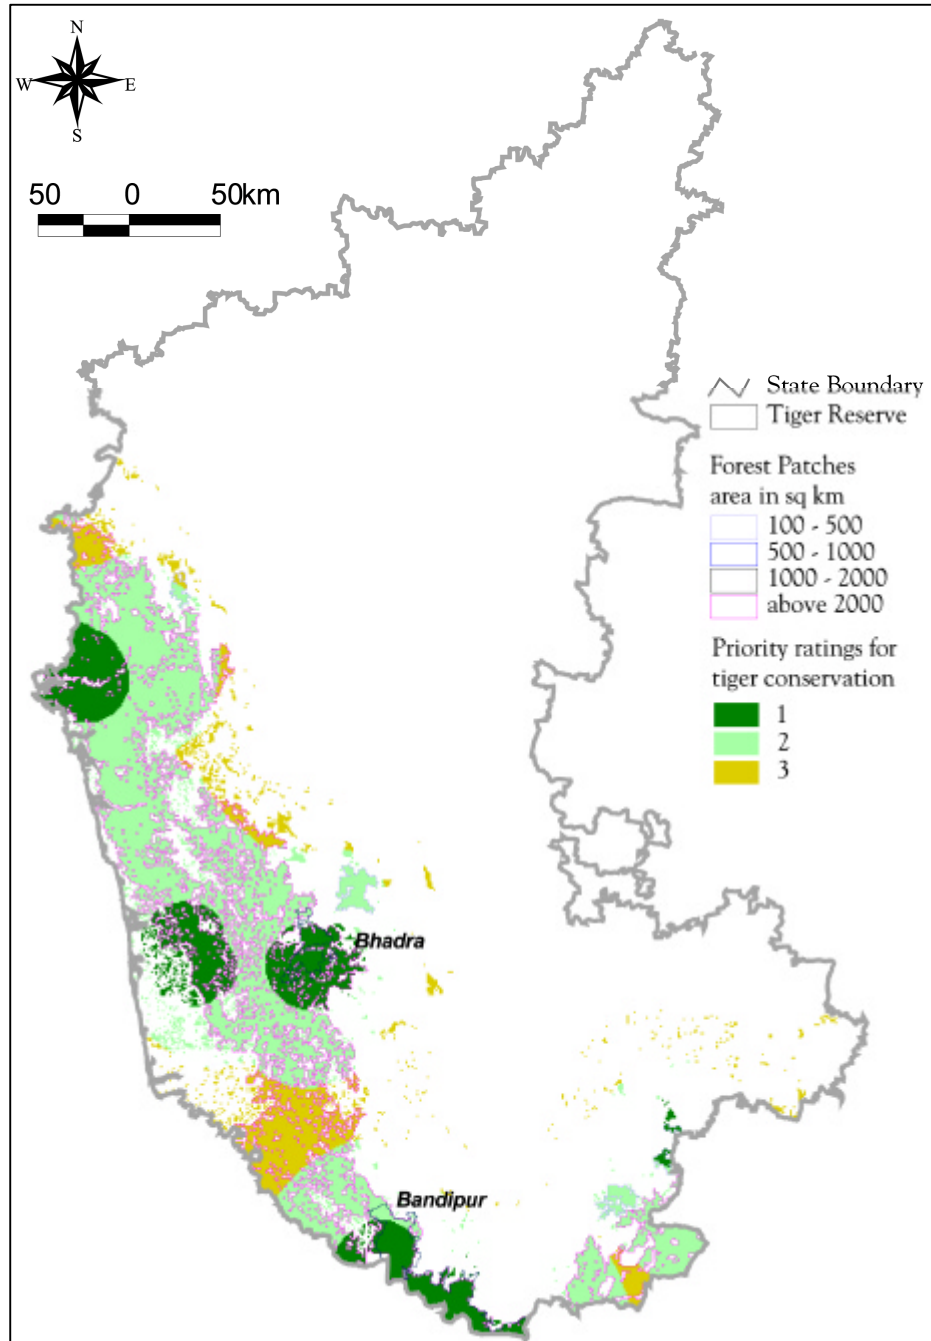 N
W E
S
50 0 50km
State Boundary
Tiger Reserve
Forest Patches
area in sq km
100 - 500
500 - 1000
1000 - 2000
above 2000
Priority ratings for
tiger conservation
1
2
3
Bhadra
Bandipur